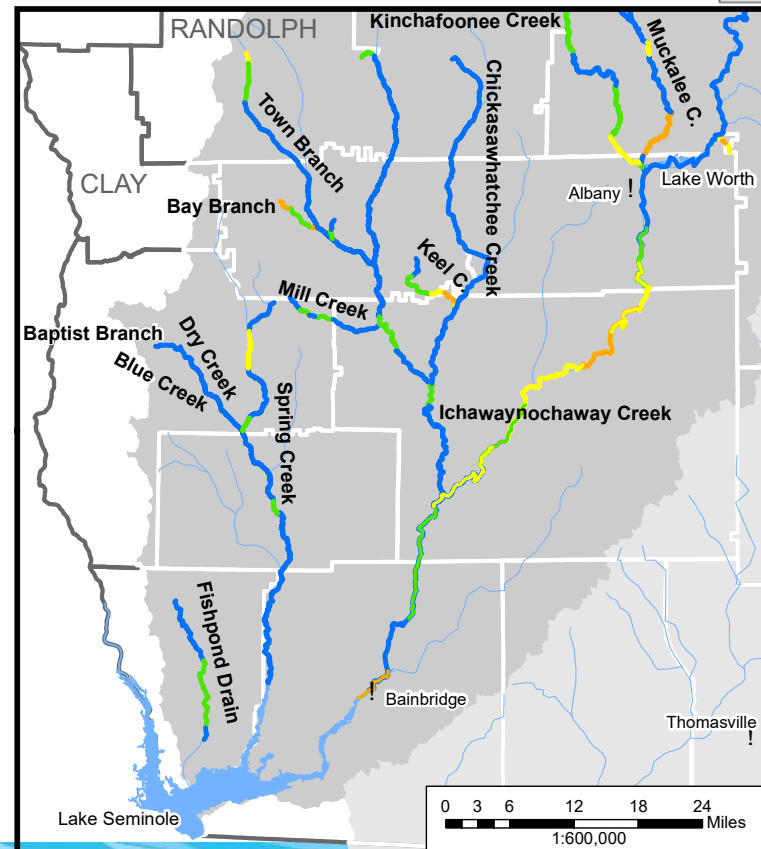 RANDOLPH
Kinchafoonee Creek
Muckalee C.
Chickasawhatchee Creek
Town Branch
CLAY
Albany !
Lake Worth
Bay Branch
Keel C.
Mill Creek
Baptist Branch
Dry Creek
Blue Creek
Spring Creek
Ichawaynochaway Creek
Fishpond Drain
! Bainbridge
Thomasville !
Lake Seminole
0 3 6 12 18 24
Miles
1:600,000